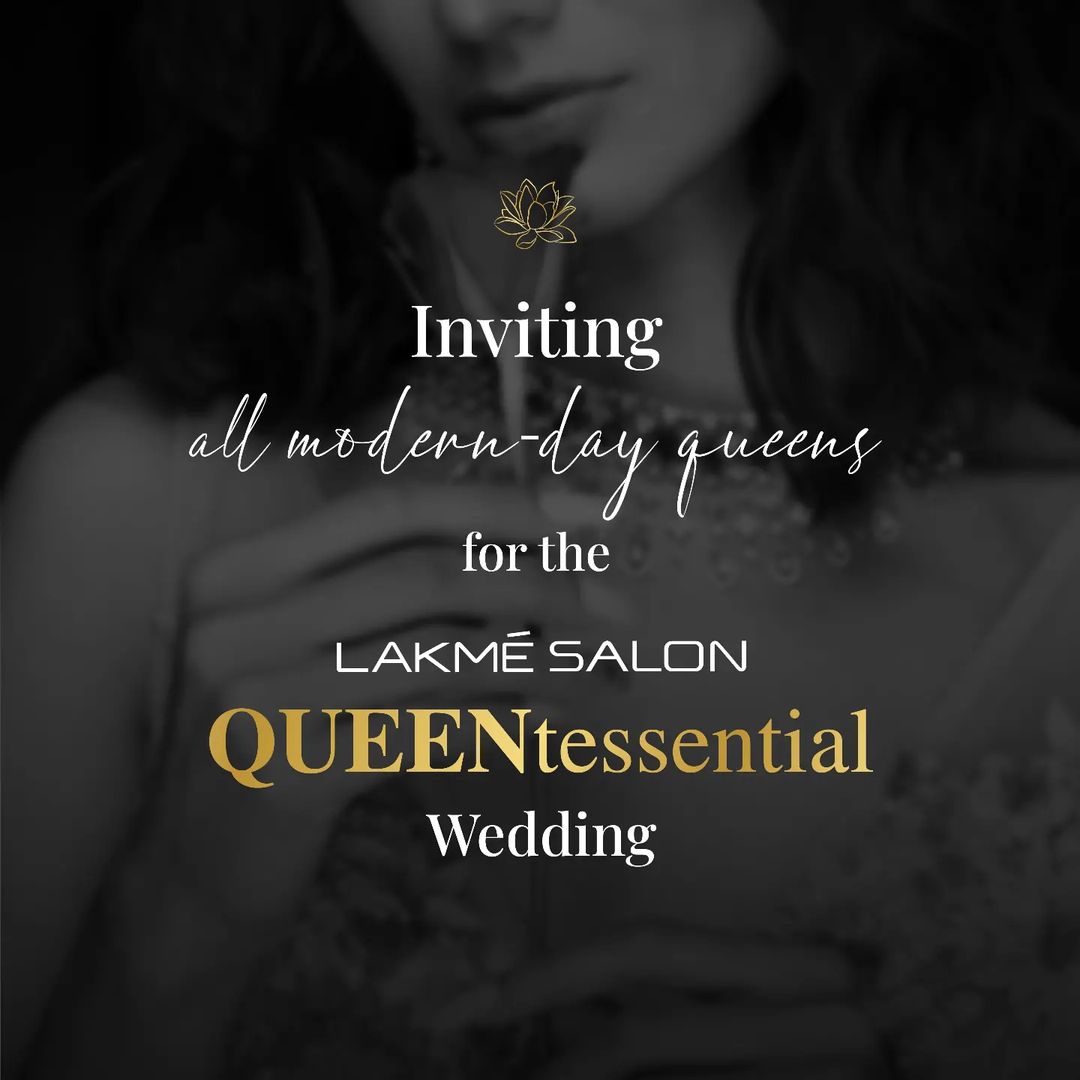 Inviting
all modern-day queens
for the
LAKMÉ SALON
QUEENtessential
Wedding